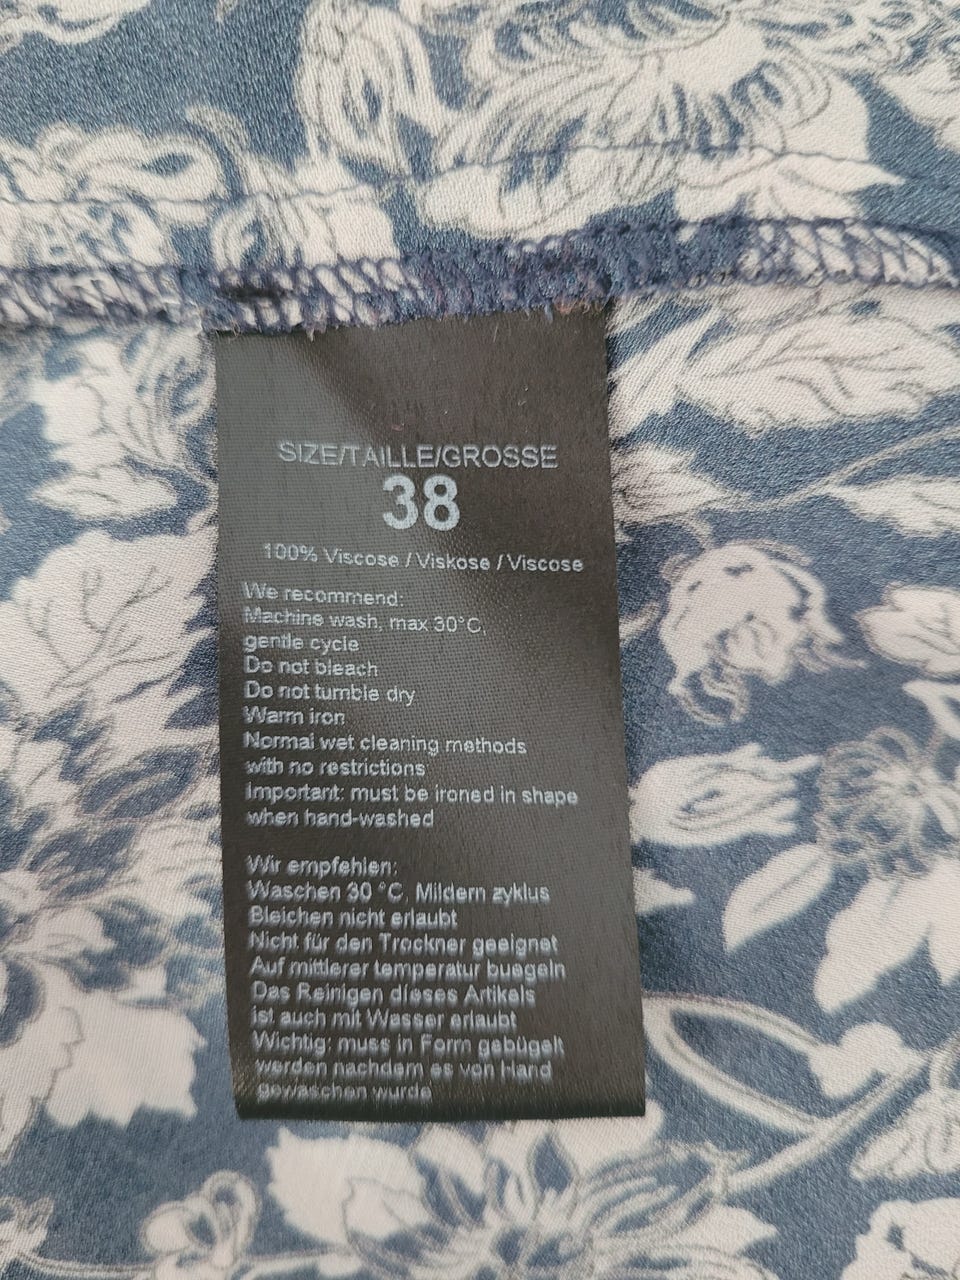 SIZE/TAILLE/GROSSE
38
100% Viscose / Viskose / Viscose
We recommend:
Machine wash, max 30°C,
gentle cycle
Do not bleach
Do not tumble dry
Warm iron
Normal wet cleaning methods
with no restrictions
Important: must be ironed in shape
when hand-washed
Wir empfehlen:
Waschen 30 °C, Mildern zyklus
Bleichen nicht erlaubt
Nicht für den Trockner geeignet
Auf mittlerer temperatur buegeln
Das Reinigen dieses Artikels
ist auch mit Wasser erlaubt
Wichtig: muss in Form gebügelt
werden nachdem es von Hand
gewaschen wurde